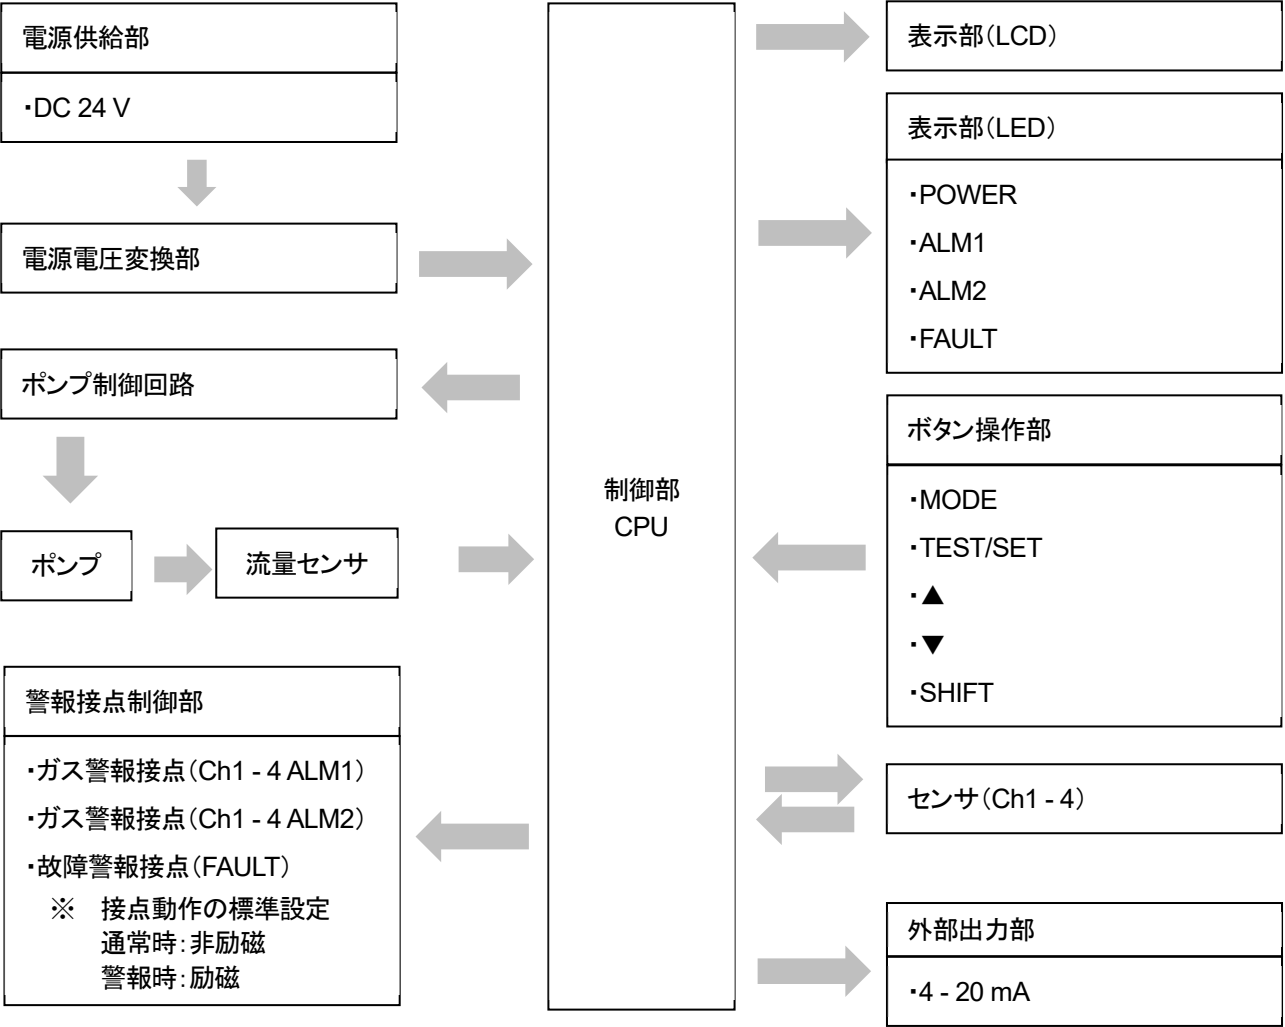 電源供給部
・DC 24 V
電源電圧変換部
ポンプ制御回路
ポンプ
流量センサ
警報接点制御部
・ガス警報接点(Ch1 - 4 ALM1)
・ガス警報接点(Ch1 - 4 ALM2)
・故障警報接点(FAULT)
※ 接点動作の標準設定
通常時:非励磁
警報時:励磁
制御部
CPU
表示部(LCD)
表示部(LED)
・POWER
・ALM1
・ALM2
・FAULT
ボタン操作部
・MODE
・TEST/SET
・▲
・▼
・SHIFT
センサ(Ch1 - 4)
外部出力部
・4 - 20 mA